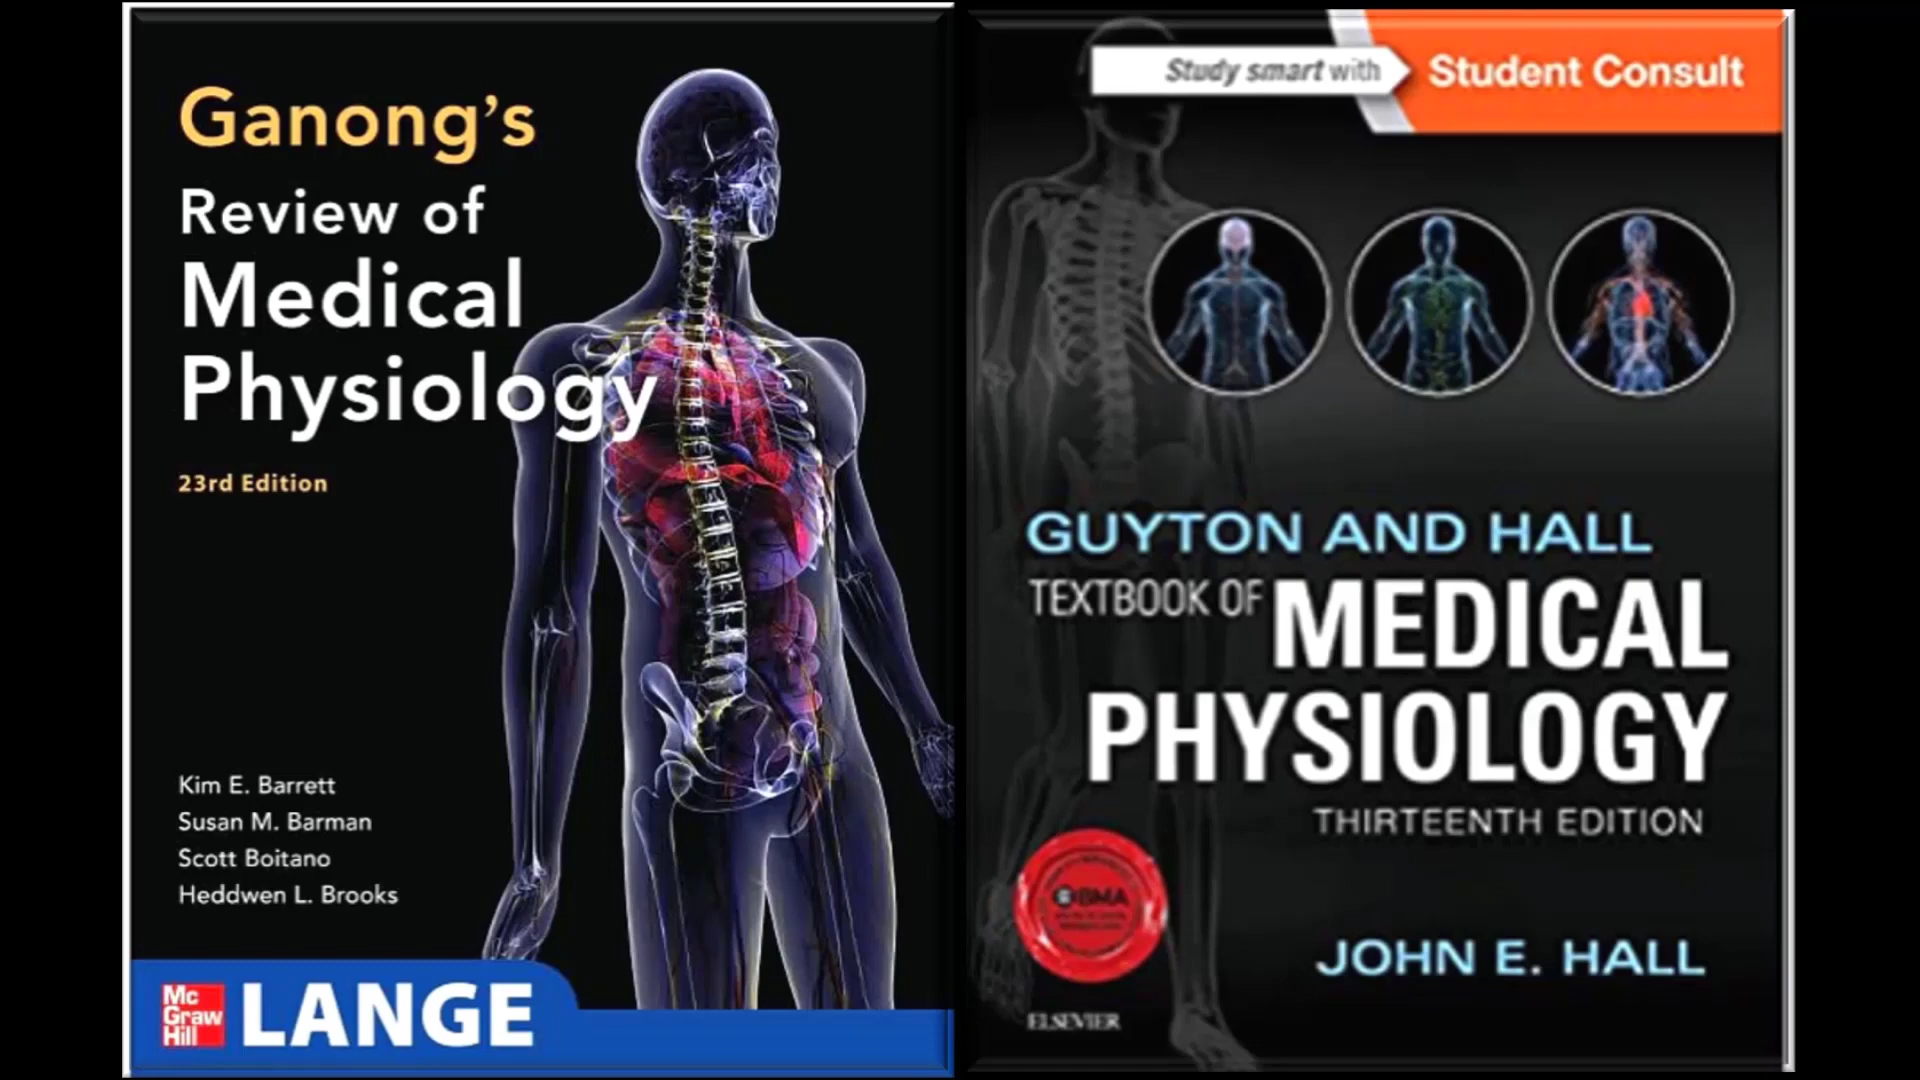 Ganong's
Review of
Medical
Physiology
23rd Edition
Kim E. Barrett
Susan M. Barman
Scott Boitano
Heddwen L. Brooks
Mc
Graw
Hill
LANGE
Study smart with
Student Consult
GUYTON AND HALL
TEXTBOOK OF MEDICAL
PHYSIOLOGY
THIRTEENTH EDITION
BMA
JOHN E. HALL
ELSEVIER